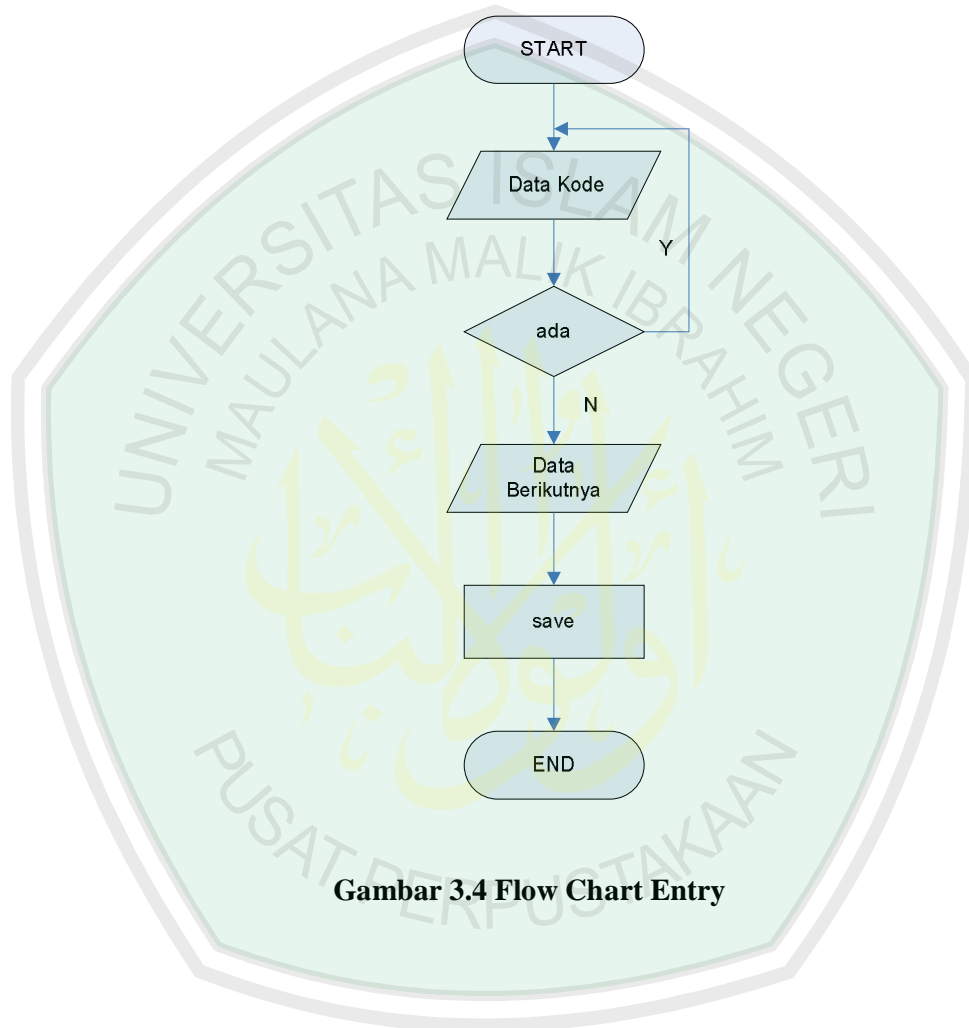 START
Data Kode
Y
ada
N
Data
Berikutnya
save
END
Gambar 3.4 Flow Chart Entry
UNIVERSITAS ISLAM NEGERI
MAULANA MALIK IBRAHIM
PUSAT PERPUSTAKAAN